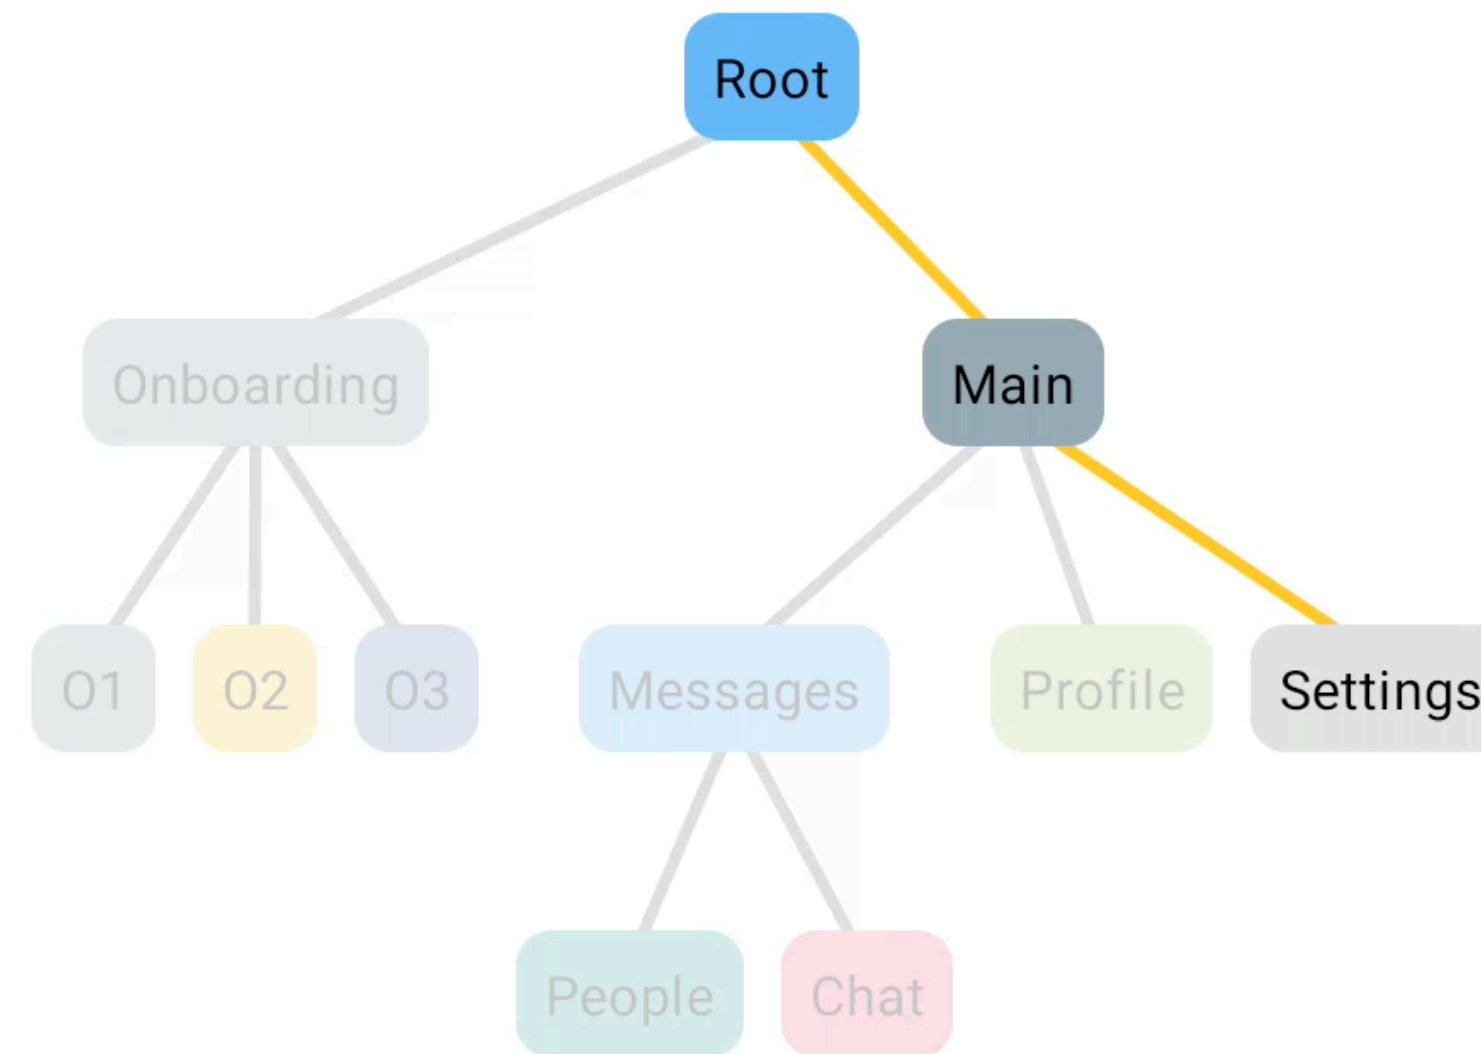 Root
Onboarding
Main
O1
O2
O3
Messages
Profile
Settings
People
Chat